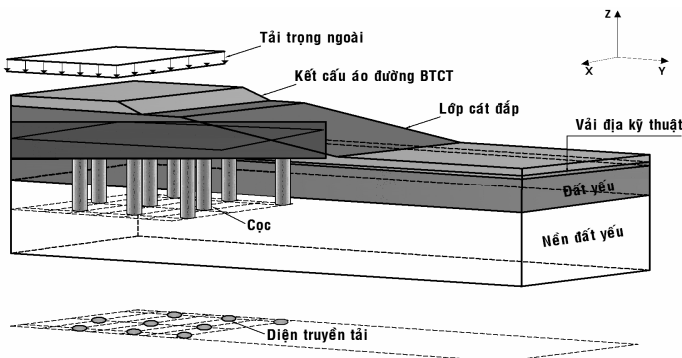 Z
Tải trọng ngoài
X
Y
Kết cấu áo đường BTCT
Lớp cát đắp
Vải địa kỹ thuật
Đất yếu
Cọc
Nền đất yếu
Diện truyền tải